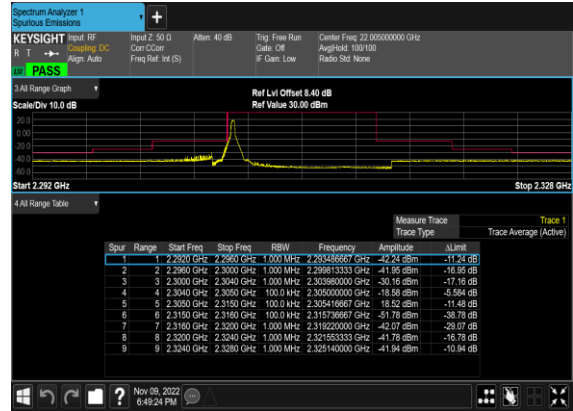 Spectrum Analyzer 1
Spurious Emissions
KEYSIGHT
R T
PASS
Input: RF
Coupling: DC
Align: Auto
Input Z: 50 Ω
Corr CCorr
Freq Ref: Int (S)
Atten: 40 dB
Trig: Free Run
Gate: Off
IF Gain: Low
Center Freq: 22.005000000 GHz
Avg|Hold: 100/100
Radio Std: None
3 All Range Graph
Scale/Div 10.0 dB
Ref Lvl Offset 8.40 dB
Ref Value 30.00 dBm
20.0
0.00
-20.0
-40.0
-60.0
Start 2.292 GHz
Stop 2.328 GHz
4 All Range Table
Measure Trace Trace 1
Trace Type Trace Average (Active)
Spur Range Start Freq Stop Freq RBW Frequency Amplitude ΔLimit
1 1 2.2920 GHz 2.2960 GHz 1.000 MHz 2.293486667 GHz -42.24 dBm -11.24 dB
2 2 2.2960 GHz 2.3000 GHz 1.000 MHz 2.299813333 GHz -41.95 dBm -16.95 dB
3 3 2.3000 GHz 2.3040 GHz 1.000 MHz 2.303980000 GHz -30.16 dBm -17.16 dB
4 4 2.3040 GHz 2.3050 GHz 100.0 kHz 2.305000000 GHz -18.58 dBm -5.584 dB
5 5 2.3050 GHz 2.3150 GHz 100.0 kHz 2.305416667 GHz 18.52 dBm -11.48 dB
6 6 2.3150 GHz 2.3160 GHz 100.0 kHz 2.315736667 GHz -51.78 dBm -38.78 dB
7 7 2.3160 GHz 2.3200 GHz 1.000 MHz 2.319220000 GHz -42.07 dBm -29.07 dB
8 8 2.3200 GHz 2.3240 GHz 1.000 MHz 2.321553333 GHz -41.78 dBm -16.78 dB
9 9 2.3240 GHz 2.3280 GHz 1.000 MHz 2.325140000 GHz -41.94 dBm -10.94 dB
?
Nov 09, 2022
6:49:24 PM